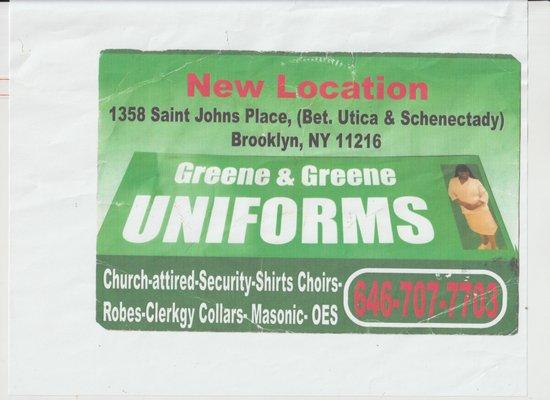 New Location
1358 Saint Johns Place, (Bet. Utica & Schenectady)
Brooklyn, NY 11216
Greene & Greene
UNIFORMS
Church-attired-Security-Shirts Choirs-
Robes-Clerkgy Collars- Masonic- OES
646-707-7703